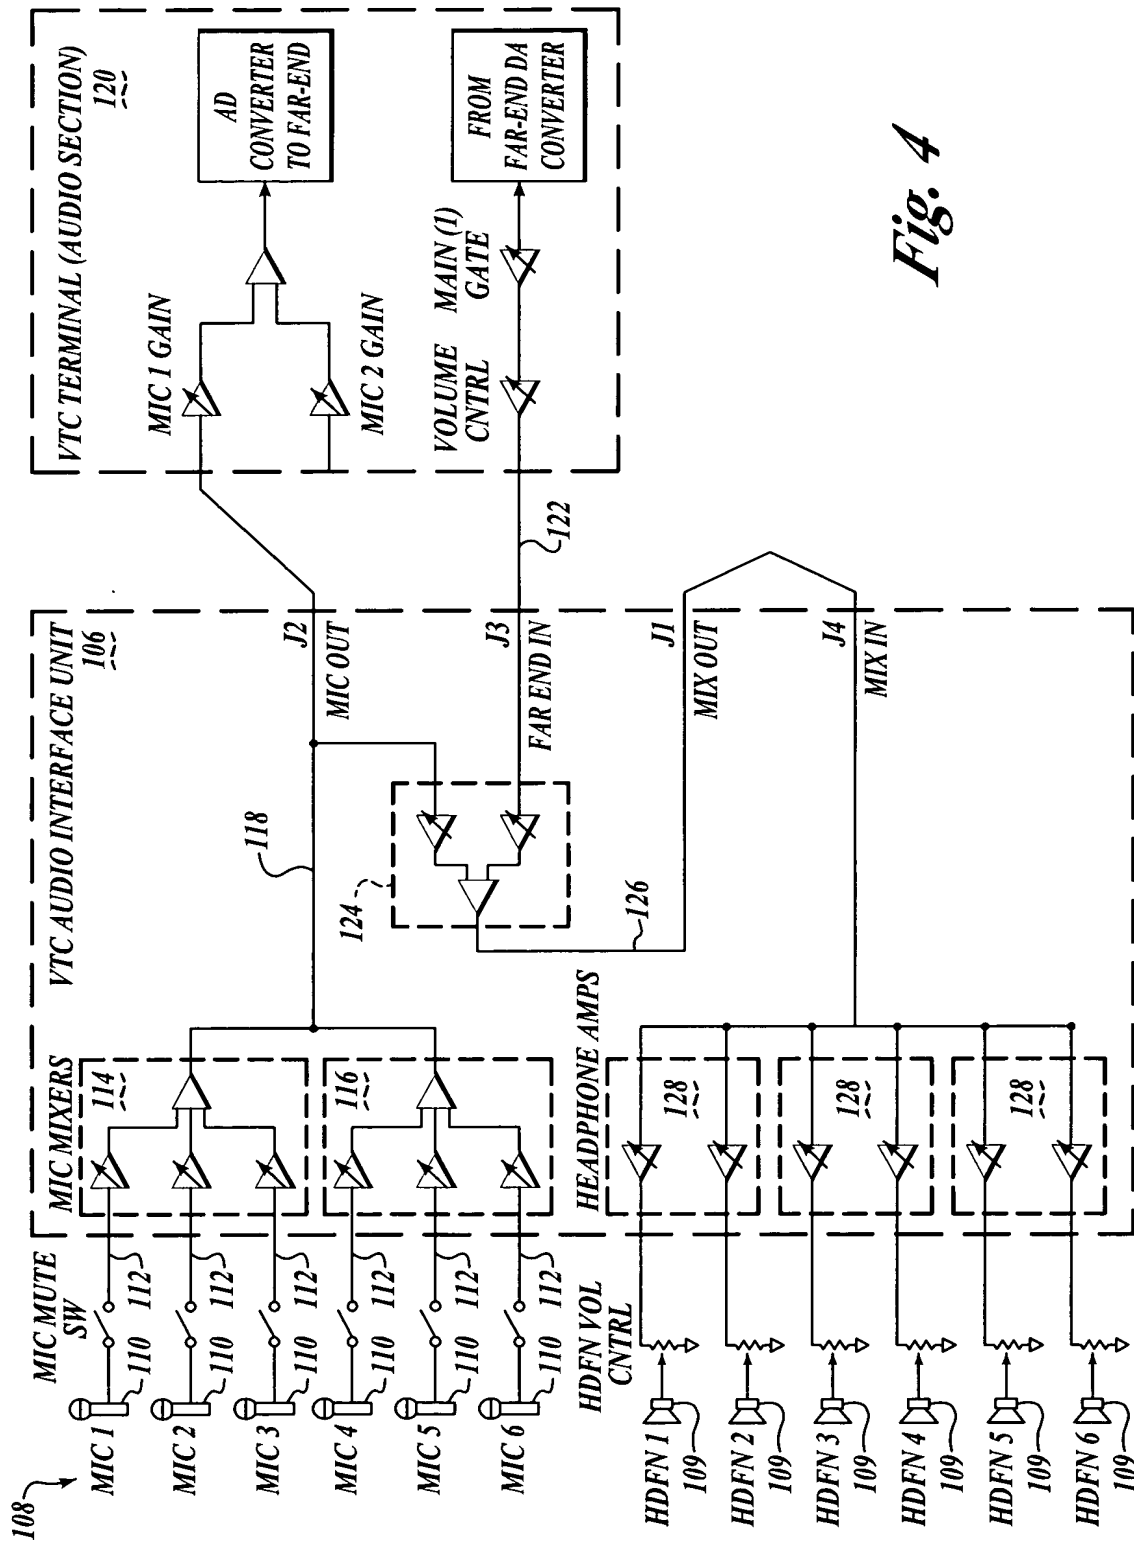 108
MIC 1
MIC 2
MIC 3
MIC 4
MIC 5
MIC 6
110
110
110
110
110
110
MIC MUTE
SW
112
112
112
112
112
112
MIC MIXERS
114
116
VTC AUDIO INTERFACE UNIT
106
118
124
126
J2
MIC OUT
J3
FAR END IN
J1
MIX OUT
J4
MIX IN
122
VTC TERMINAL (AUDIO SECTION)
120
MIC 1 GAIN
MIC 2 GAIN
AD
CONVERTER
TO FAR-END
VOLUME
CNTRL
MAIN (1)
GATE
FROM
FAR-END DA
CONVERTER
HDFN VOL
CNTRL
HEADPHONE AMPS
128
128
128
HDFN 1
109
HDFN 2
109
HDFN 3
109
HDFN 4
109
HDFN 5
109
HDFN 6
109
Fig. 4